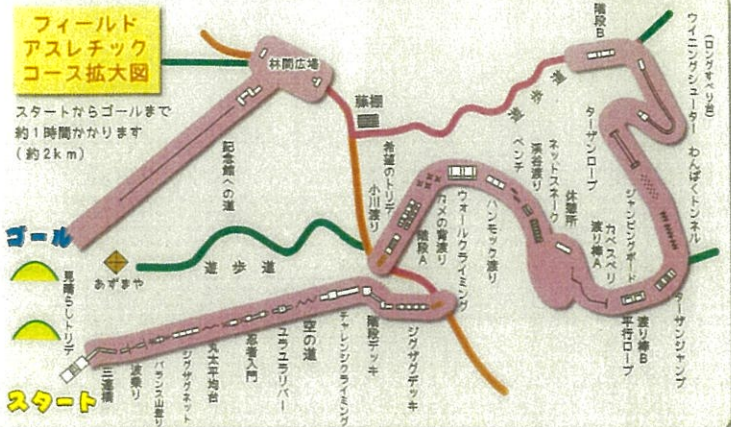 フィールド
アスレチック
コース拡大図
スタートからゴールまで
約1時間かかります
(約2km)
林間広場
藤棚
遊歩道
階段B
ウイニングシューター
(ロングすべり台)
わんぱくトンネル
ターザンロープ
ジャンピングボード
ネットスネーク
渓谷渡り
ベンチ
休憩所
カベスベリ
渡り棒A
ハンモック渡り
ウォールクライミング
カメの背渡り
階段A
希望のトリデ
小川渡り
記念館への道
ターザンジャンプ
渡り棒B
平行ロープ
ゴール
あずまや
遊歩道
見晴らしトリデ
スタート
三連橋
波乗り
バランス山登り
ジグザグネット
丸太平均台
忍者入門
ユラユラリバー
空の道
チャレンジクライミング
階段デッキ
ジグザグデッキ